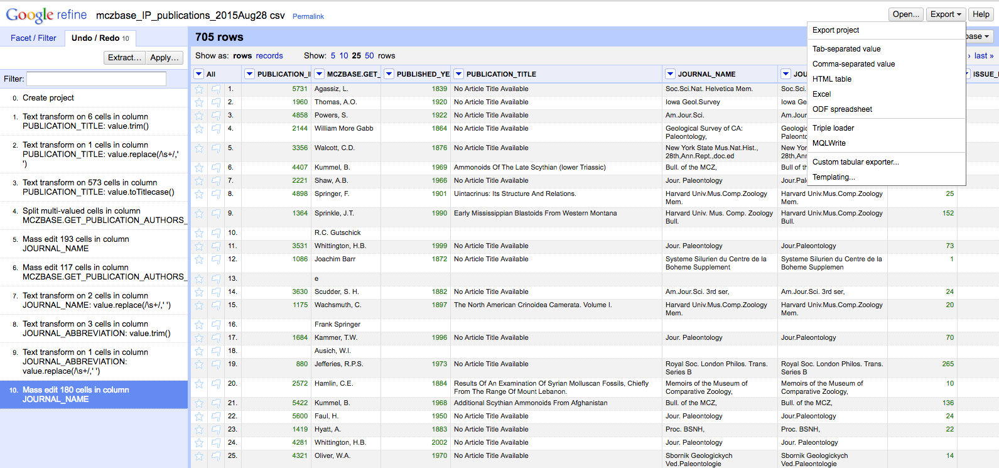 Google refine mczbase_IP_publications_2015Aug28 csv Permalink Open... Export Help
Facet / Filter Undo / Redo 10
Extract... Apply...
Filter:
0. Create project
1. Text transform on 6 cells in column
PUBLICATION_TITLE: value.trim()
2. Text transform on 1 cells in column
PUBLICATION_TITLE: value.replace(/\s+/,'
')
3. Text transform on 573 cells in column
PUBLICATION_TITLE: value.toTitlecase()
4. Split multi-valued cells in column
MCZBASE.GET_PUBLICATION_AUTHORS_
5. Mass edit 193 cells in column
JOURNAL_NAME
6. Mass edit 117 cells in column
MCZBASE.GET_PUBLICATION_AUTHORS_
7. Text transform on 2 cells in column
JOURNAL_NAME: value.replace(/\s+/,' ')
8. Text transform on 3 cells in column
JOURNAL_ABBREVIATION: value.trim()
9. Text transform on 1 cells in column
JOURNAL_ABBREVIATION:
value.replace(/\s+/,' ')
10. Mass edit 180 cells in column
JOURNAL_NAME
705 rows
Show as: rows records Show: 5 10 25 50 rows
› last »
base
Export project
Tab-separated value
Comma-separated value
HTML table
Excel
ODF spreadsheet
Triple loader
MQLWrite
Custom tabular exporter...
Templating...
All PUBLICATION_I MCZBASE.GET_ PUBLISHED_YE PUBLICATION_TITLE JOURNAL_NAME JOU ISSUE_
1. 5731 Agassiz, L. 1839 No Article Title Available Soc.Sci.Nat. Helvetica Mem. Soc.Sci.
2. 1960 Thomas, A.O. 1920 No Article Title Available Iowa Geol.Survey Iowa Ge
3. 4858 Powers, S. 1922 No Article Title Available Am.Jour.Sci. Am.Jour
4. 2144 William More Gabb 1864 No Article Title Available Geological Survey of CA: Geologic
Paleontology, Paleont
5. 3356 Walcott, C.D. 1876 No Article Title Available New York State Mus.Nat.Hist., New Yor
28th,Ann.Rept.,doc.ed 28th,Ann
6. 4407 Kummel, B. 1969 Ammonoids Of The Late Scythian (lower Triassic) Bull. of the MCZ, Bull of th
7. 2221 Shaw, A.B. 1966 No Article Title Available Jour. Paleontology Jour.Pal
8. 4898 Springer, F. 1901 Uintacrinus: Its Structure And Relations. Harvard Univ.Mus.Comp.Zoology Harvard Univ.Mus.Comp.Zoology 25
Mem. Mem.
9. 1364 Sprinkle, J.T. 1990 Early Mississippian Blastoids From Western Montana Harvard Univ. Mus. Comp. Zoology Harvard Univ.Mus.Comp.Zoology 152
Bull. Bull.
10. R.C. Gutschick
11. 3531 Whittington, H.B. 1999 No Article Title Available Jour. Paleontology Jour.Paleontology 73
12. 1086 Joachim Barr 1872 No Article Title Available Systeme Silurien du Centre de la Systeme Silurien du Centre de la 1
Boheme Supplement Boheme Supplemen
13. e
14. 3630 Scudder, S. H. 1882 No Article Title Available Am.Jour.Sci. 3rd ser, Am.Jour.Sci. 3rd ser, 24
15. 1175 Wachsmuth, C. 1897 The North American Crinoidea Camerata. Volume I. Harvard Univ.Mus.Comp.Zoology Harvard Univ.Mus.Comp.Zoology 20
Mem. Mem.
16. Frank Springer
17. 1684 Kammer, T.W. 1996 No Article Title Available Jour. Paleontology Jour.Paleontology 70
18. Ausich, W.I.
19. 880 Jefferies, R.P.S. 1973 No Article Title Available Royal Soc. London Philos. Trans. Royal Soc. London Philos. Trans. 265
Series B Series B
20. 2572 Hamlin, C.E. 1884 Results Of An Examination Of Syrian Molluscan Fossils, Chiefly Memoirs of the Museum of Memoirs of the Museum of 10
From The Range Of Mount Lebanon. Comparative Zoology, Comparative Zoology,
21. 5422 Kummel, B. 1968 Additional Scythian Ammonoids From Afghanistan Bull. of the MCZ, Bull. of the MCZ, 136
22. 5600 Faul, H. 1950 No Article Title Available Jour. Paleontology Jour.Paleontology 24
23. 1419 Hyatt, A. 1883 No Article Title Available Proc. BSNH, Proc. BSNH, 22
24. 4281 Whittington, H.B. 2002 No Article Title Available Jour. Paleontology Jour. Paleontology
25. 4321 Oliver, W.A. 1970 No Article Title Available Sbornik Geologickych Sbornik Geologickych 14
Ved.Paleontologie Ved.Paleontologie